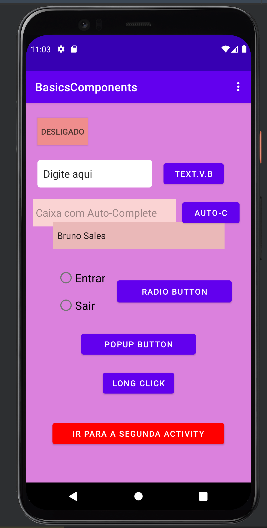 11:03
BasicsComponents
DESLIGADO
Digite aqui
TEXT.V.B
Caixa com Auto-Complete
AUTO-C
Bruno Sales
Entrar
RADIO BUTTON
Sair
POPUP BUTTON
LONG CLICK
IR PARA A SEGUNDA ACTIVITY